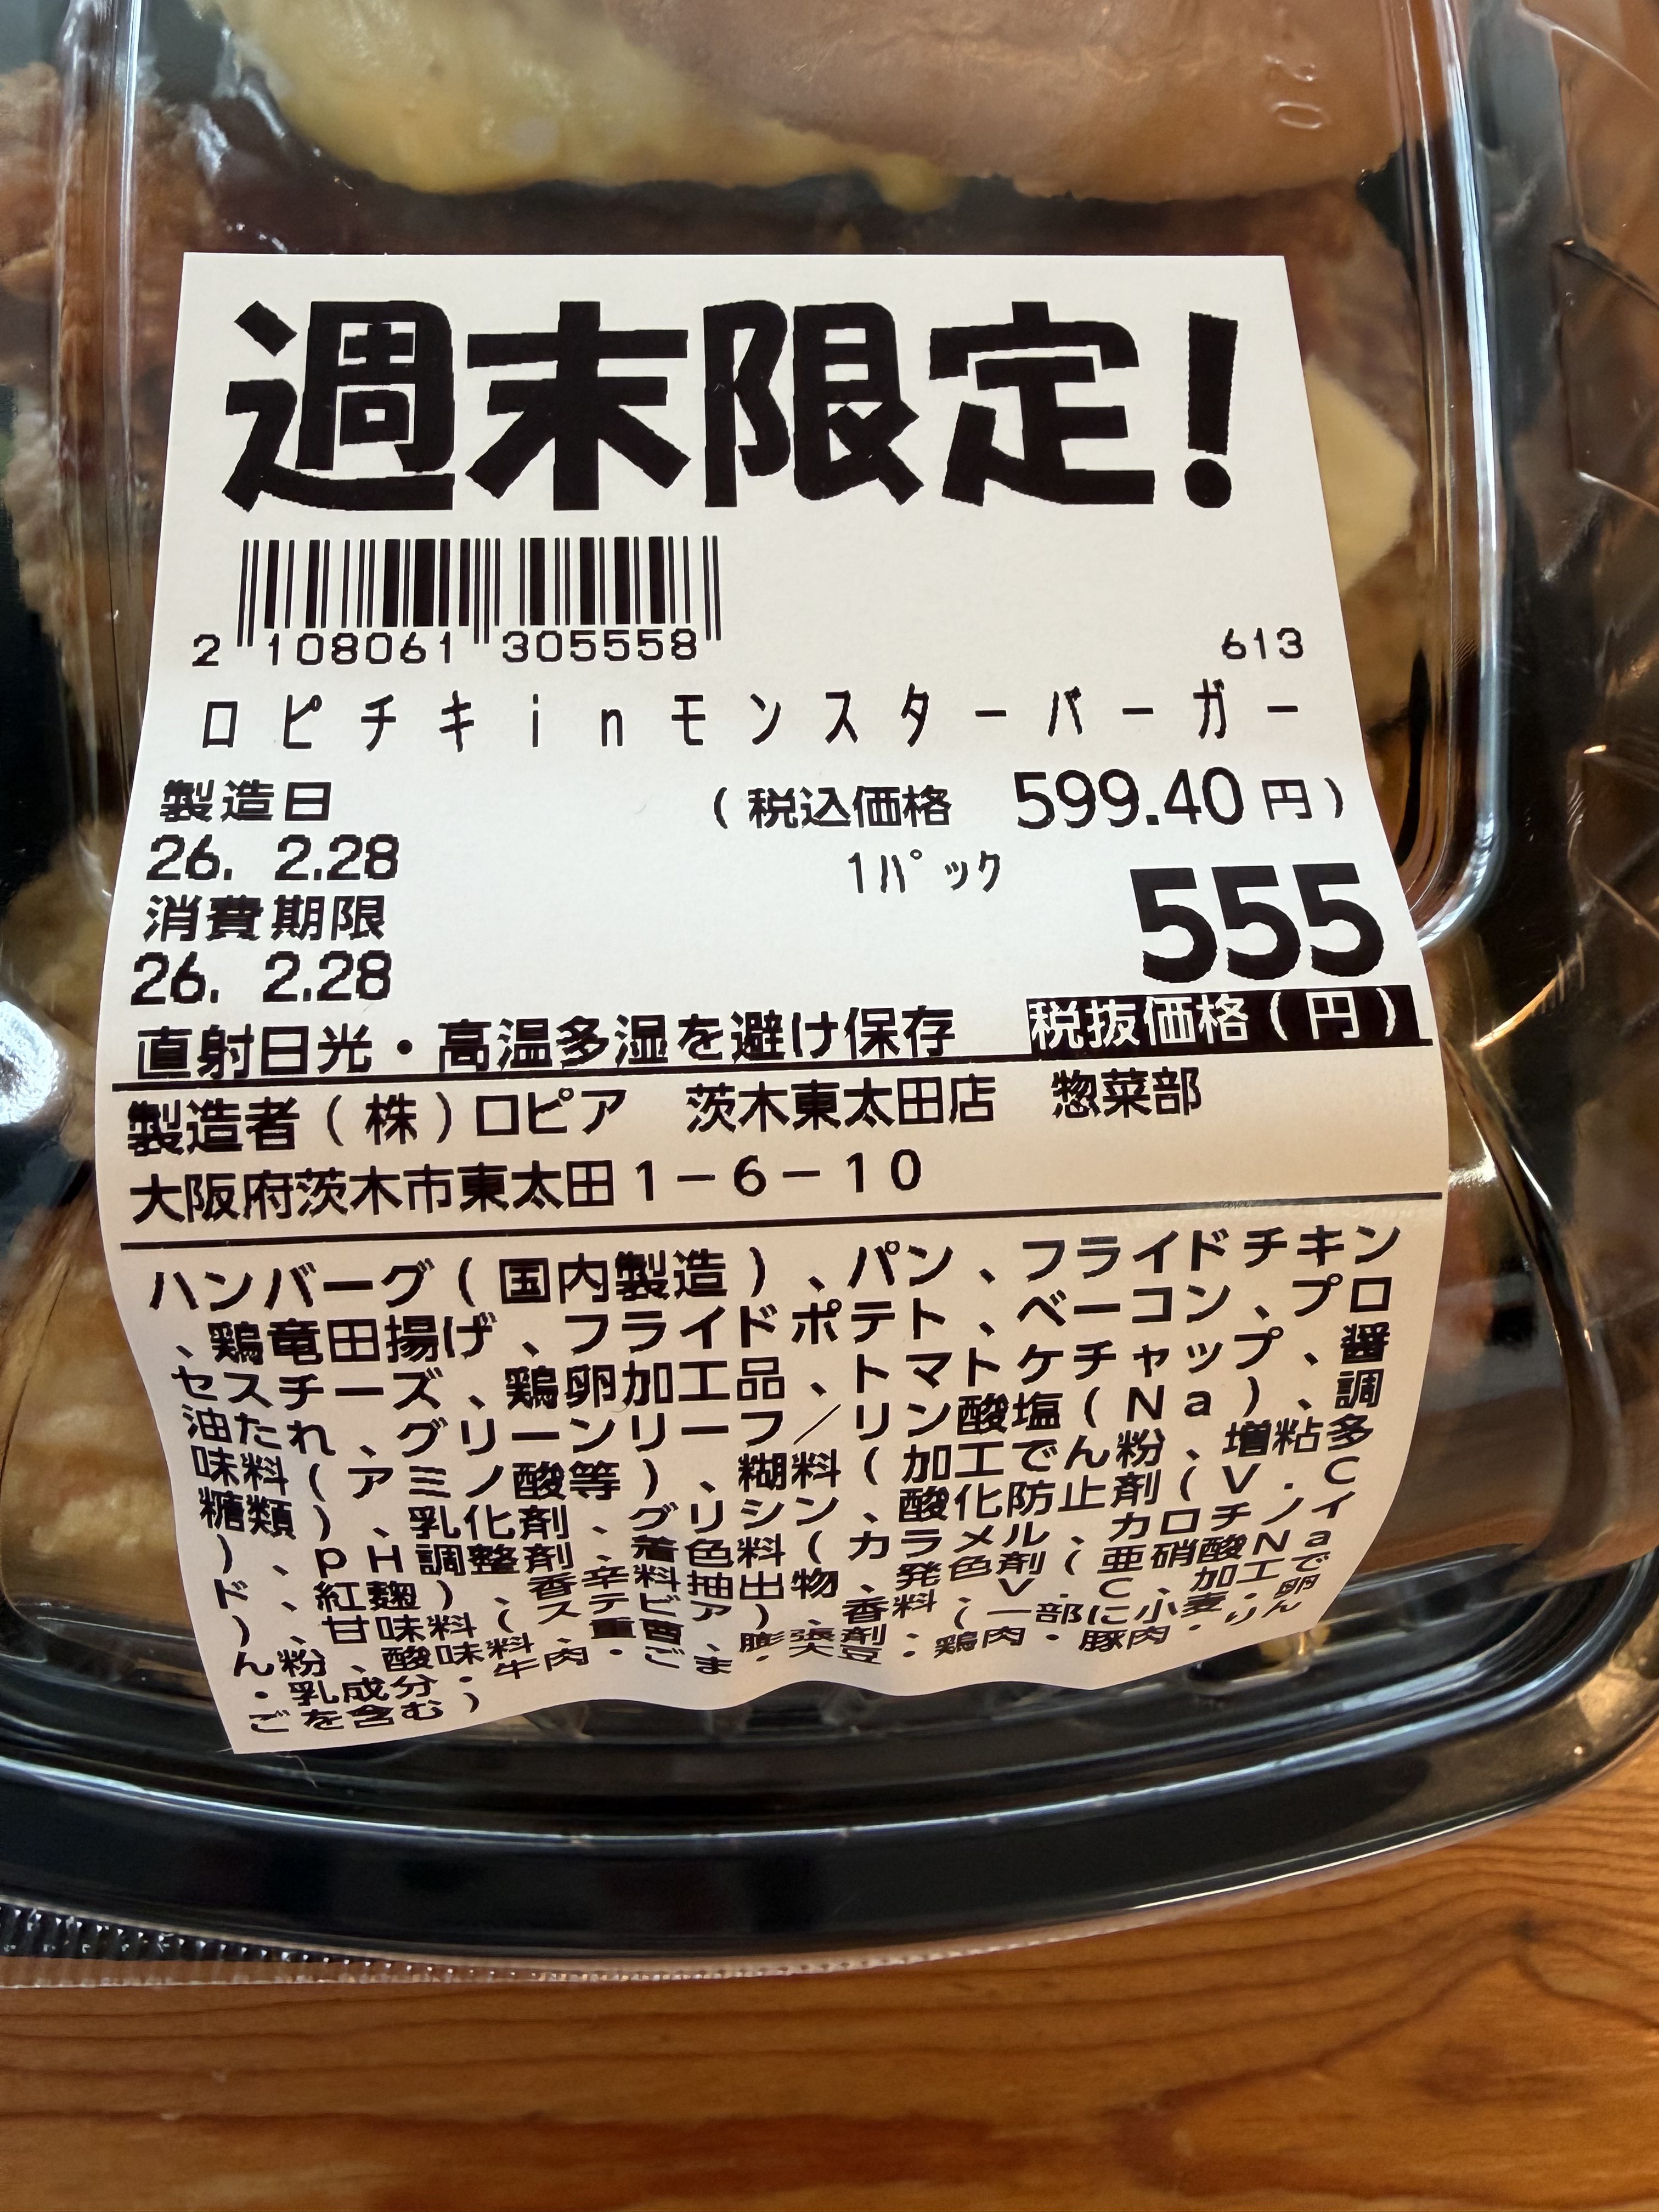 週末限定!
2 108061 305558
613
ロピチキinモンスターバーガー
製造日
(税込価格 599.40円)
26. 2.28
1パック
555
消費期限
26. 2.28
税抜価格(円)
直射日光・高温多湿を避け保存
製造者(株)ロピア 茨木東太田店 惣菜部
大阪府茨木市東太田1-6-10
ハンバーグ(国内製造)、パン、フライドチキン
、鶏竜田揚げ、フライドポテト、ベーコン、プロ
セスチーズ、鶏卵加工品、トマトケチャップ、醤
油たれ、グリーンリーフ/リン酸塩(Na)、調
味料(アミノ酸等)、糊料(加工でん粉、増粘多
糖類)、乳化剤、グリシン、酸化防止剤(V.C
)、pH調整剤、着色料(カラメル、カロチノイ
ド、紅麹)、香辛料抽出物、発色剤(亜硝酸Na
)、甘味料(ステビア)、香料、V.C、加工で
ん粉、酸味料、重曹、膨張剤、(一部に小麦・卵
・乳成分・牛肉・ごま・大豆・鶏肉・豚肉・りん
ごを含む)
20